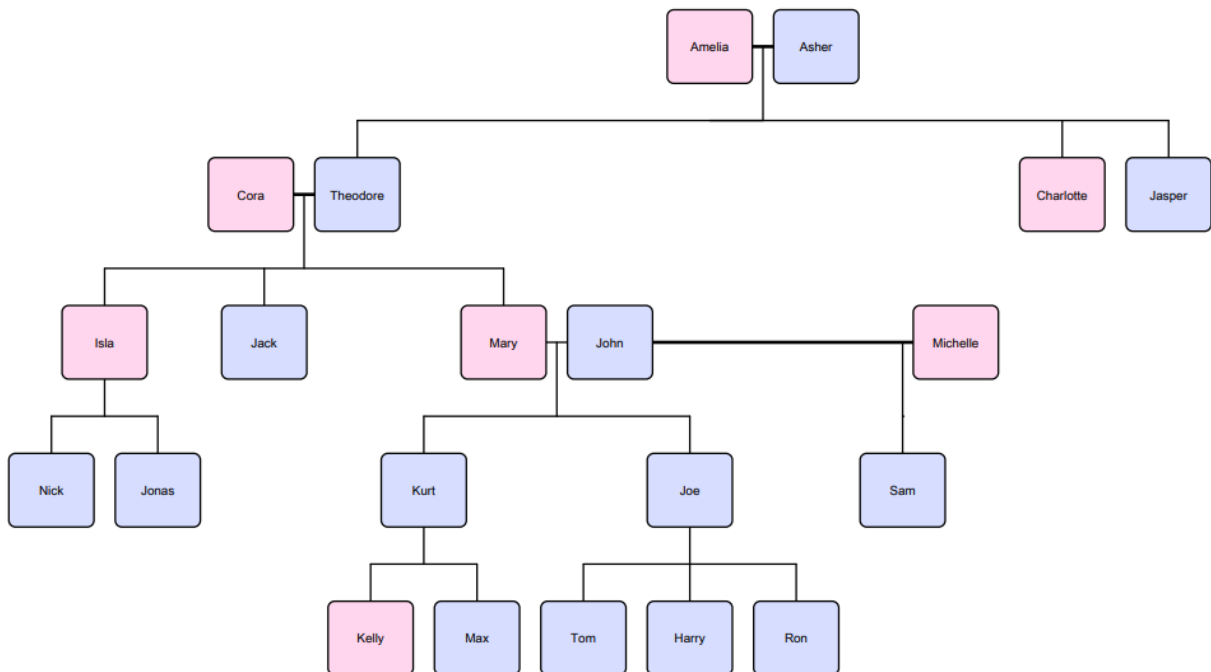 Amelia
Asher
Cora
Theodore
Charlotte
Jasper
Isla
Jack
Mary
John
Michelle
Nick
Jonas
Kurt
Joe
Sam
Kelly
Max
Tom
Harry
Ron